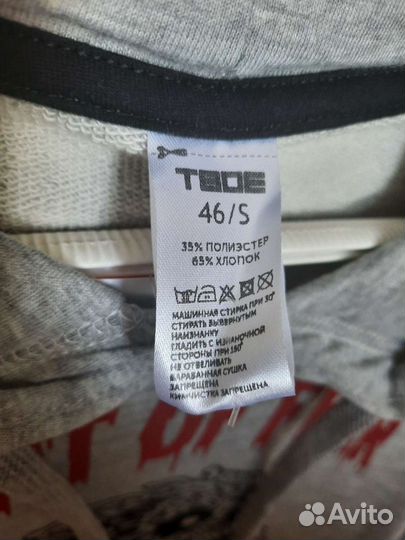 ТВОЕ
46/S
35% ПОЛИЭСТЕР
65% ХЛОПОК
МАШИННАЯ СТИРКА ПРИ 30°
СТИРАТЬ ВЫВЕРНУТЫМ
НАИЗНАНКУ
ГЛАДИТЬ С ИЗНАНОЧНОЙ
СТОРОНЫ ПРИ 150°
НЕ ОТБЕЛИВАТЬ
БАРАБАННАЯ СУШКА
ЗАПРЕЩЕНА
ХИМЧИСТКА ЗАПРЕЩЕНА
Avito